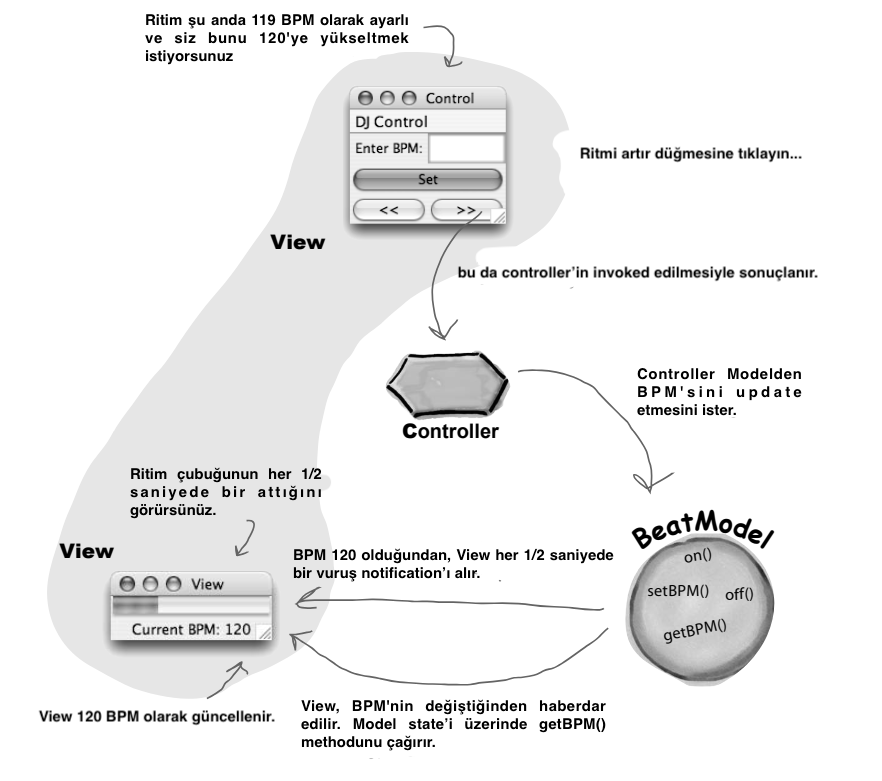 Ritim şu anda 119 BPM olarak ayarlı
ve siz bunu 120'ye yükseltmek
istiyorsunuz
Control
DJ Control
Enter BPM:
Set
<<
>>
Ritmi artır düğmesine tıklayın...
View
bu da controller'in invoked edilmesiyle sonuçlanır.
Controller
Controller Modelden
BPM'sini update
etmesini ister.
Ritim çubuğunun her 1/2
saniyede bir attığını
görürsünüz.
View
View
Current BPM: 120
BPM 120 olduğundan, View her 1/2 saniyede
bir vuruş notification'ı alır.
BeatModel
on()
setBPM()
off()
getBPM()
View 120 BPM olarak güncellenir.
View, BPM'nin değiştiğinden haberdar
edilir. Model state'i üzerinde getBPM()
methodunu çağırır.